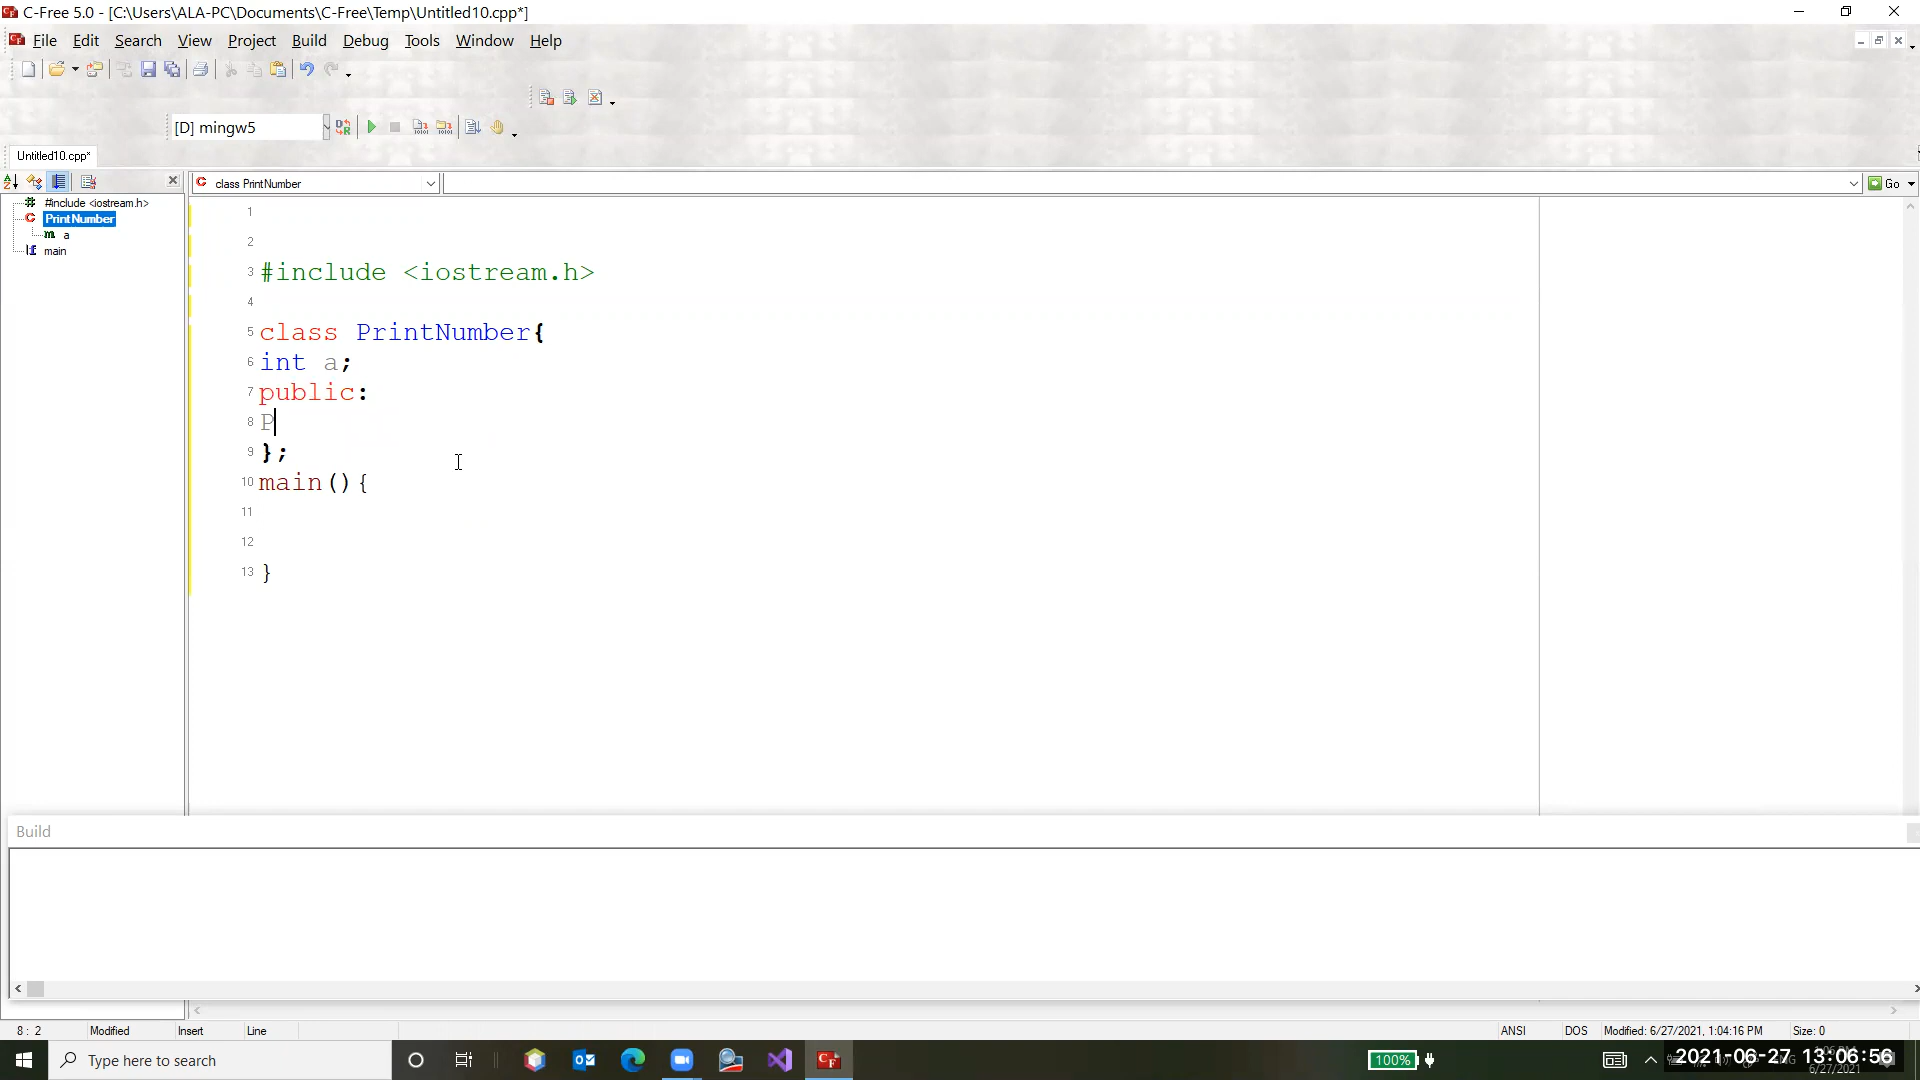 C-Free 5.0 - [C:\Users\ALA-PC\Documents\C-Free\Temp\Untitled10.cpp*]
File Edit Search View Project Build Debug Tools Window Help
[D] mingw5
Untitled10.cpp*
class PrintNumber
Go
#include <iostream.h>
PrintNumber
a
main
1
2
3 #include <iostream.h>
4
5 class PrintNumber{
6 int a;
7 public:
8 P
9 };
10 main(){
11
12
13 }
Build
8 : 2 Modified Insert Line ANSI DOS Modified: 6/27/2021, 1:04:16 PM Size: 0
Type here to search
100%
2021-06-27 13:06:56
6/27/2021